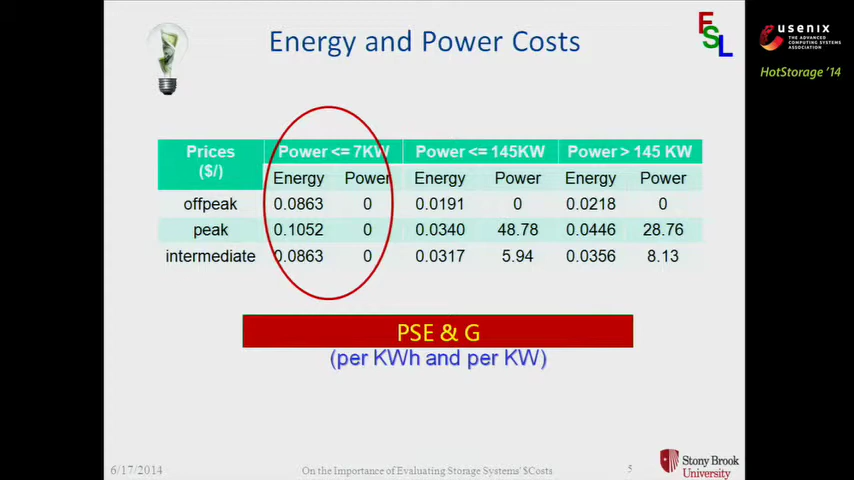 Energy and Power Costs
FSL
usenix
THE ADVANCED
COMPUTING SYSTEMS
ASSOCIATION
HotStorage '14
Prices ($/) Power <= 7KW Power <= 145KW Power > 145 KW
Energy Power Energy Power Energy Power
offpeak 0.0863 0 0.0191 0 0.0218 0
peak 0.1052 0 0.0340 48.78 0.0446 28.76
intermediate 0.0863 0 0.0317 5.94 0.0356 8.13
PSE & G
(per KWh and per KW)
6/17/2014 On the Importance of Evaluating Storage Systems' $Costs 5
Stony Brook
University